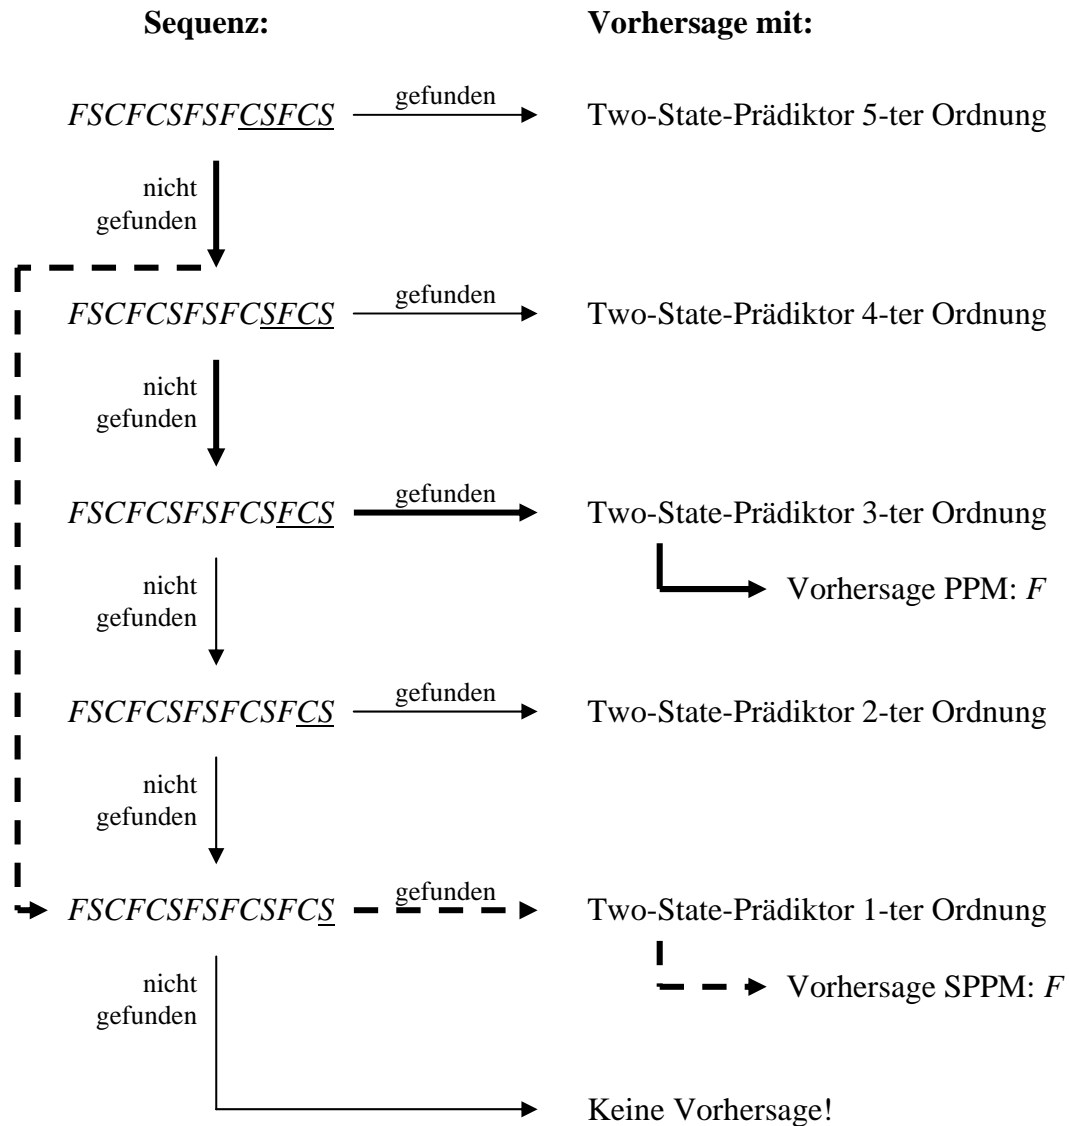 Sequenz: Vorhersage mit:
FSCFCSFSFCSFCS gefunden Two-State-Prädiktor 5-ter Ordnung
nicht
gefunden
FSCFCSFSFCSFCS gefunden Two-State-Prädiktor 4-ter Ordnung
nicht
gefunden
FSCFCSFSFCSFCS gefunden Two-State-Prädiktor 3-ter Ordnung
nicht
gefunden
Vorhersage PPM: F
FSCFCSFSFCSFCS gefunden Two-State-Prädiktor 2-ter Ordnung
nicht
gefunden
FSCFCSFSFCSFCS gefunden Two-State-Prädiktor 1-ter Ordnung
nicht
gefunden
Vorhersage SPPM: F
Keine Vorhersage!